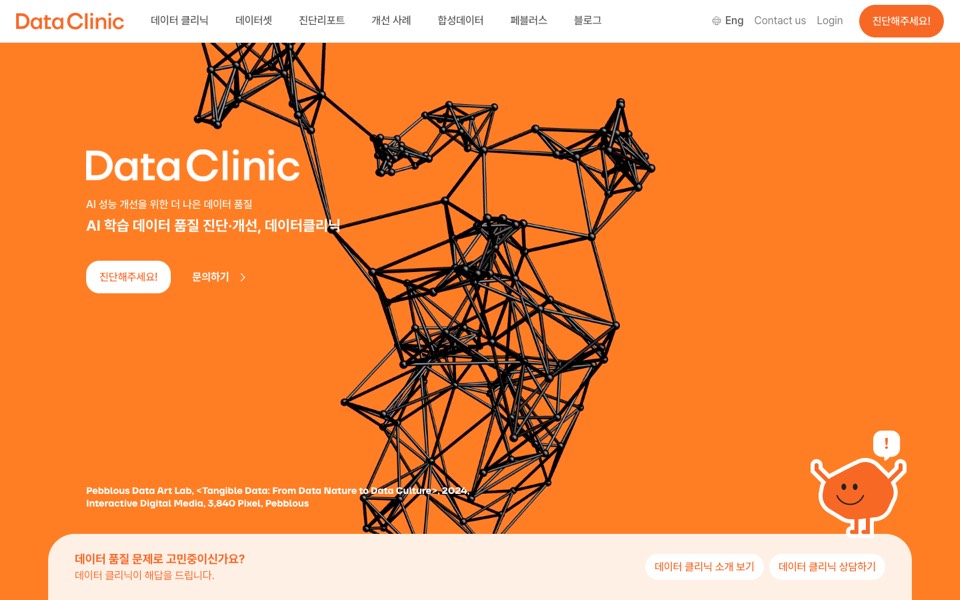 DataClinic
데이터 클리닉
데이터셋
진단리포트
개선 사례
합성데이터
페블러스
블로그
Eng
Contact us
Login
진단해주세요!
DataClinic
AI 성능 개선을 위한 더 나은 데이터 품질
AI 학습 데이터 품질 진단·개선, 데이터클리닉
진단해주세요!
문의하기
!
Pebblous Data Art Lab, <Tangible Data: From Data Nature to Data Culture>, 2024,
Interactive Digital Media, 3,840 Pixel, Pebblous
데이터 품질 문제로 고민중이신가요?
데이터 클리닉이 해답을 드립니다.
데이터 클리닉 소개 보기
데이터 클리닉 상담하기